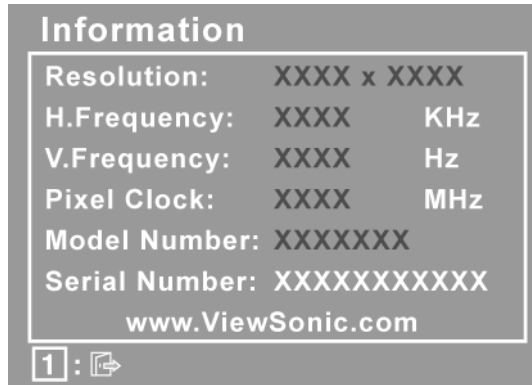 Information
Resolution: XXXX x XXXX
H.Frequency: XXXX KHz
V.Frequency: XXXX Hz
Pixel Clock: XXXX MHz
Model Number: XXXXXXX
Serial Number: XXXXXXXXXXX
www.ViewSonic.com
1 :